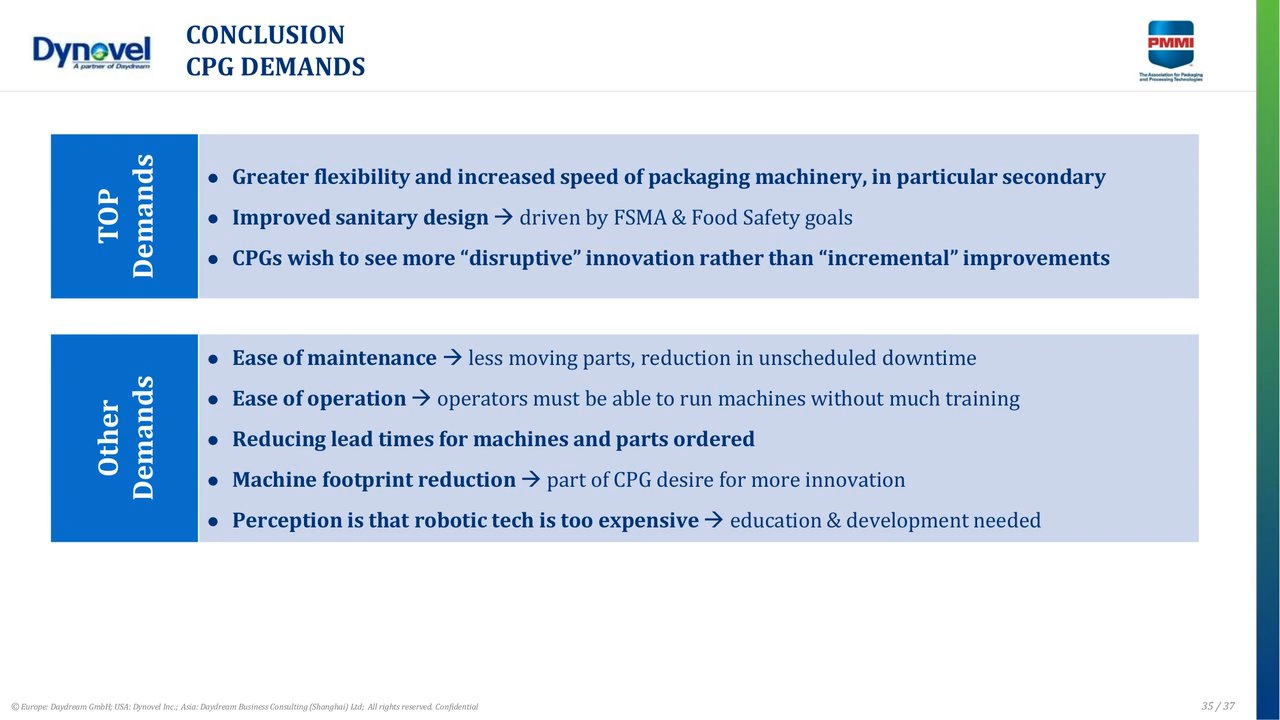 Dynovel
A partner of Daydream
CONCLUSION
CPG DEMANDS
PMMI
The Association for Packaging
and Processing Technologies
TOP
Demands
● Greater flexibility and increased speed of packaging machinery, in particular secondary
● Improved sanitary design → driven by FSMA & Food Safety goals
● CPGs wish to see more “disruptive” innovation rather than “incremental” improvements
Other
Demands
● Ease of maintenance → less moving parts, reduction in unscheduled downtime
● Ease of operation → operators must be able to run machines without much training
● Reducing lead times for machines and parts ordered
● Machine footprint reduction → part of CPG desire for more innovation
● Perception is that robotic tech is too expensive → education & development needed
© Europe: Daydream GmbH; USA: Dynovel Inc.; Asia: Daydream Business Consulting (Shanghai) Ltd; All rights reserved. Confidential
35 / 37